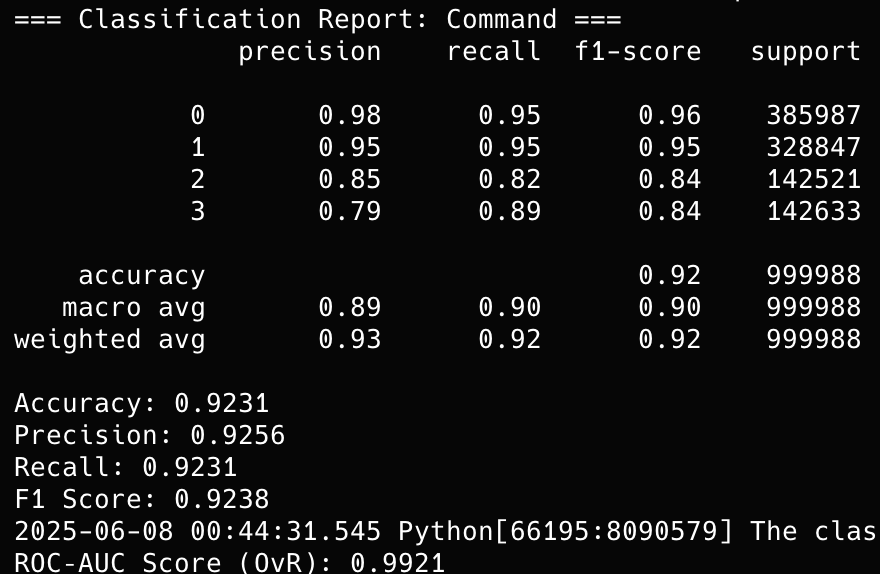 === Classification Report: Command ===
precision recall f1-score support
0 0.98 0.95 0.96 385987
1 0.95 0.95 0.95 328847
2 0.85 0.82 0.84 142521
3 0.79 0.89 0.84 142633
accuracy 0.92 999988
macro avg 0.89 0.90 0.90 999988
weighted avg 0.93 0.92 0.92 999988
Accuracy: 0.9231
Precision: 0.9256
Recall: 0.9231
F1 Score: 0.9238
2025-06-08 00:44:31.545 Python[66195:8090579] The clas
ROC-AUC Score (OvR): 0.9921